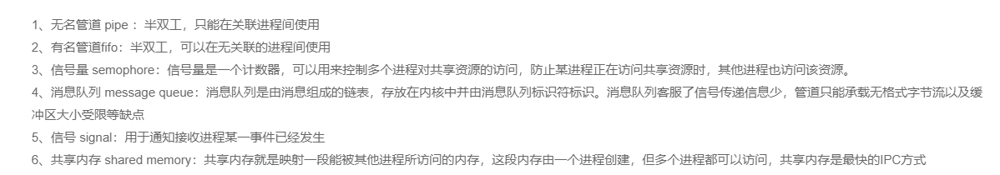 1、无名管道 pipe ：半双工，只能在关联进程间使用
2、有名管道fifo：半双工，可以在无关联的进程间使用
3、信号量 semophore：信号量是一个计数器，可以用来控制多个进程对共享资源的访问，防止某进程正在访问共享资源时，其他进程也访问该资源。
4、消息队列 message queue：消息队列是由消息组成的链表，存放在内核中并由消息队列标识符标识。消息队列客服了信号传递信息少，管道只能承载无格式字节流以及缓
冲区大小受限等缺点
5、信号 signal：用于通知接收进程某一事件已经发生
6、共享内存 shared memory：共享内存就是映射一段能被其他进程所访问的内存，这段内存由一个进程创建，但多个进程都可以访问，共享内存是最快的IPC方式